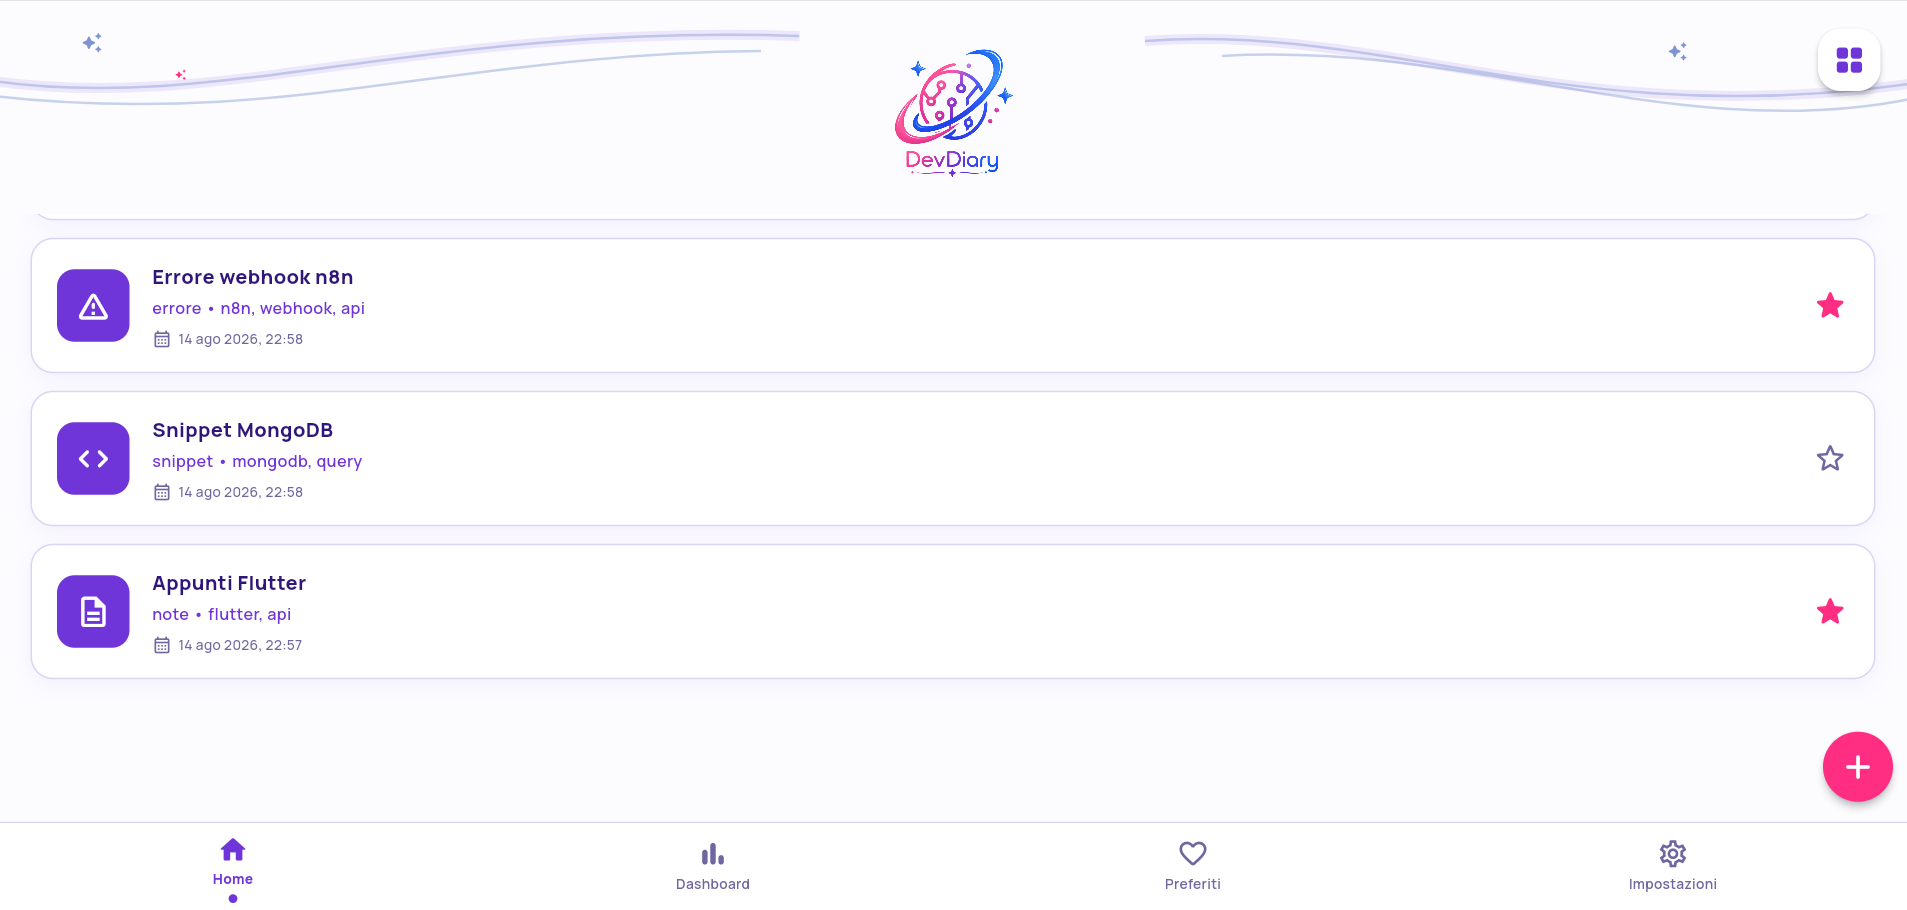 DevDiary
Errore webhook n8n
errore • n8n, webhook, api
14 ago 2026, 22:58
Snippet MongoDB
snippet • mongodb, query
14 ago 2026, 22:58
Appunti Flutter
note • flutter, api
14 ago 2026, 22:57
Home
Dashboard
Preferiti
Impostazioni